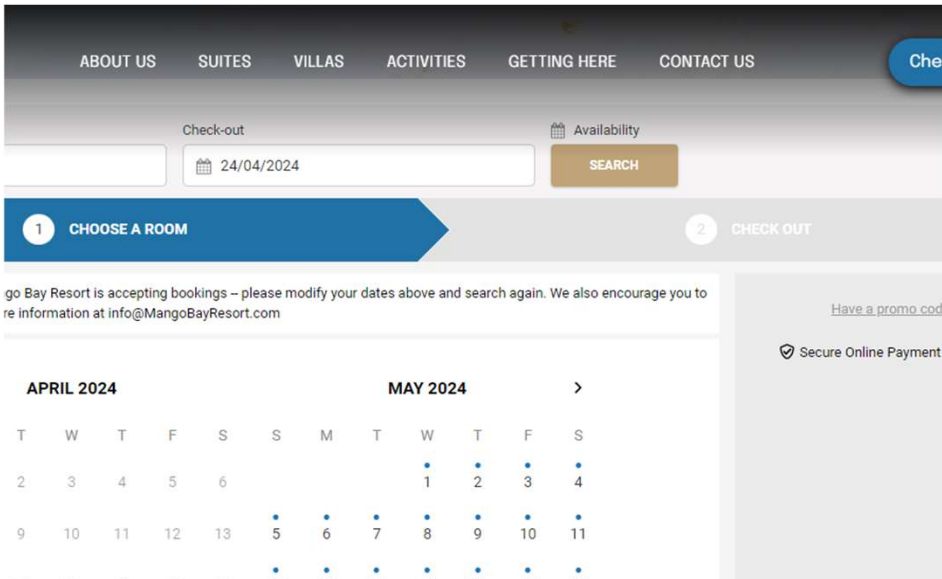 ABOUT US SUITES VILLAS ACTIVITIES GETTING HERE CONTACT US Che
Check-out Availability
24/04/2024 SEARCH
1 CHOOSE A ROOM 2 CHECK OUT
go Bay Resort is accepting bookings – please modify your dates above and search again. We also encourage you to
re information at info@MangoBayResort.com
Have a promo cod
Secure Online Payment
APRIL 2024 MAY 2024 >
T W T F S S M T W T F S
2 3 4 5 6 1 2 3 4
9 10 11 12 13 5 6 7 8 9 10 11